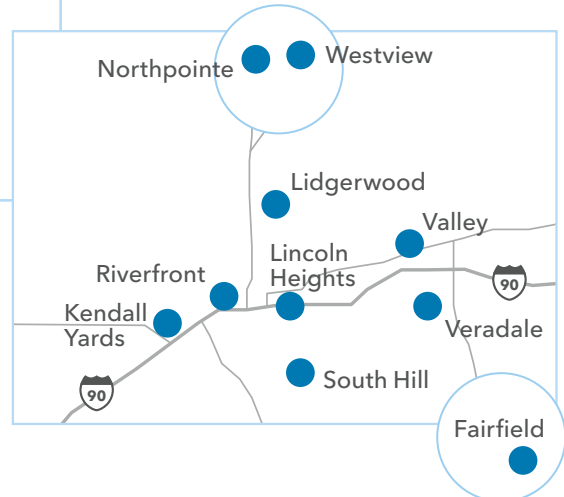 Northpointe
Westview
Lidgerwood
Valley
Lincoln
Heights
Riverfront
90
Kendall
Yards
Veradale
South Hill
90
Fairfield